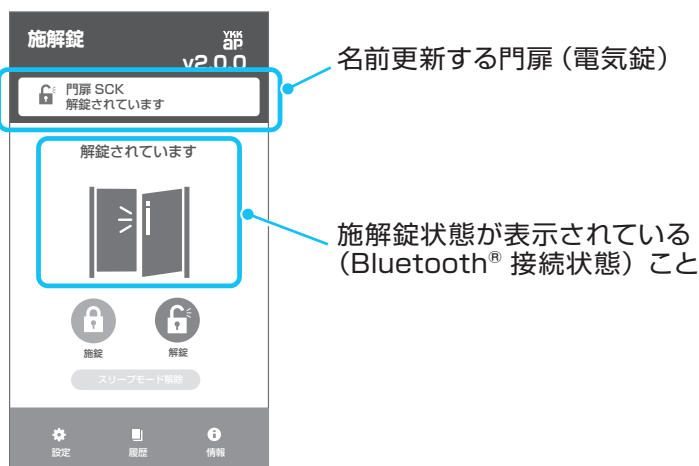 施解錠
YKK
ap
v2.0.0
門扉 SCK
解錠されています
解錠されています
施錠
解錠
スリープモード解除
設定
履歴
情報
名前更新する門扉（電気錠）
施解錠状態が表示されている
（Bluetooth® 接続状態）こと